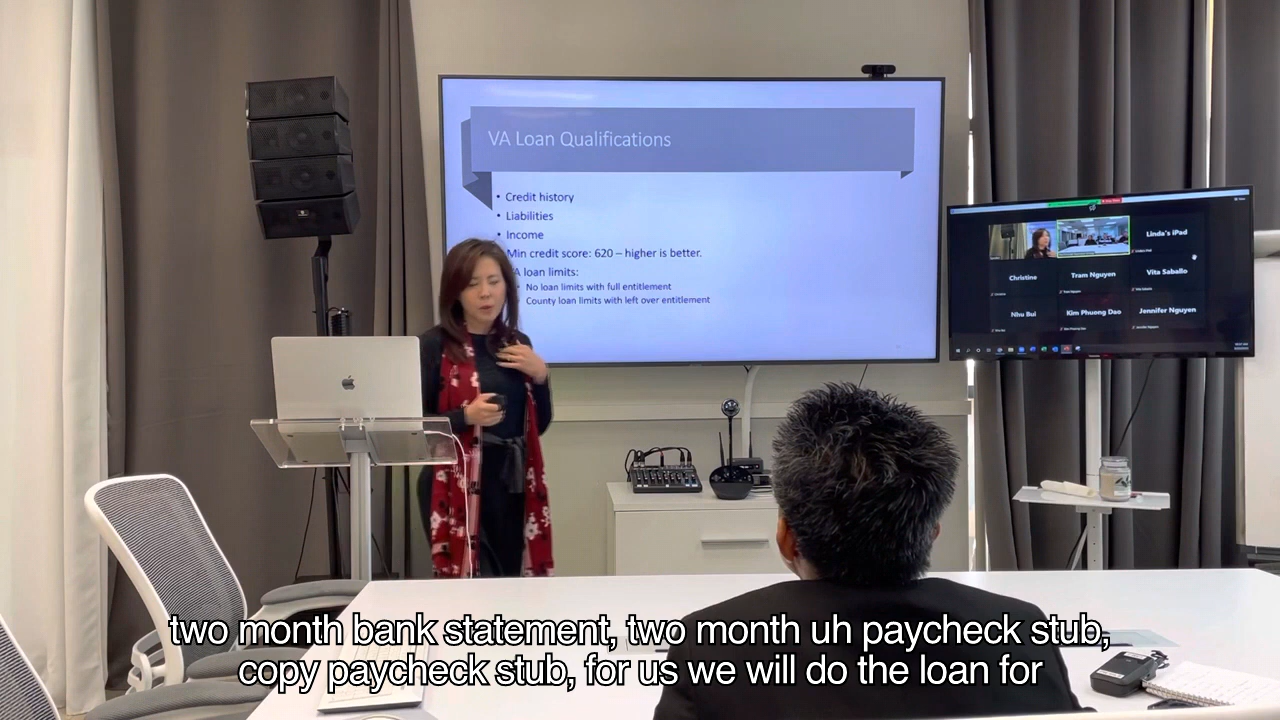 VA Loan Qualifications
• Credit history
• Liabilities
• Income
Min credit score: 620 – higher is better.
A loan limits:
No loan limits with full entitlement
County loan limits with left over entitlement
Linda's iPad
Christine
Tram Nguyen
Vita Saballo
Nhu Bui
Kim Phuong Dao
Jennifer Nguyen
two month bank statement, two month uh paycheck stub,
copy paycheck stub, for us we will do the loan for